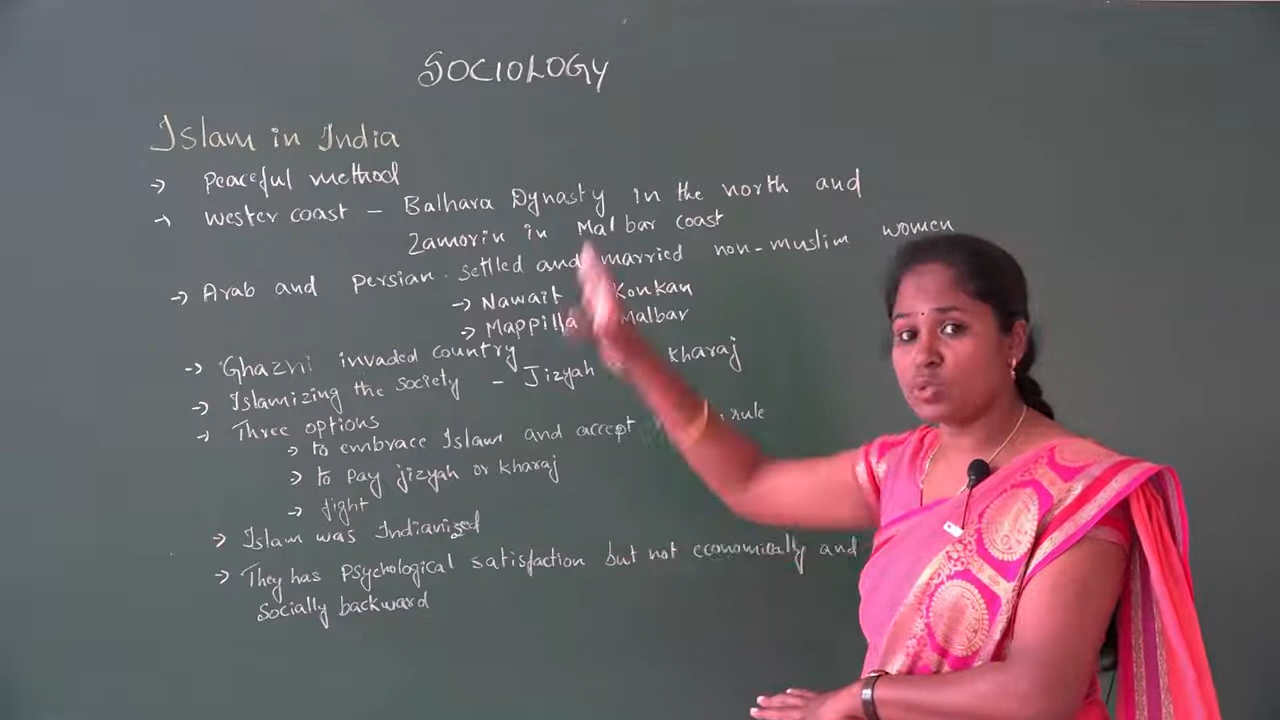 SOCIOLOGY
Islam in India
→ Peaceful method
→ Wester coast - Balhara Dynasty in the north and
Zamorin in Malbar coast
→ Arab and Persian. settled and married non-muslim women
→ Nawait Konkan
→ Mappilla Malbar
→ Ghazni invaded country
→ Islamizing the society - Jizyah Kharaj
→ Three options
→ to embrace Islam and accept rule
→ to pay jizyah or kharaj
→ fight
→ Islam was Indianized
→ They has Psychological satisfaction but not economically and
Socially backward